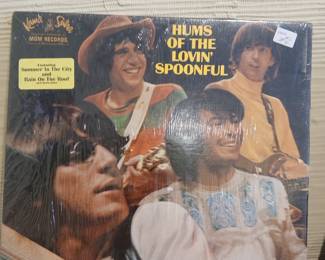 Kama Sutra
MGM RECORDS
HUMS
OF THE
LOVIN'
SPOONFUL
Featuring
Summer In The City
and
Rain On The Roof